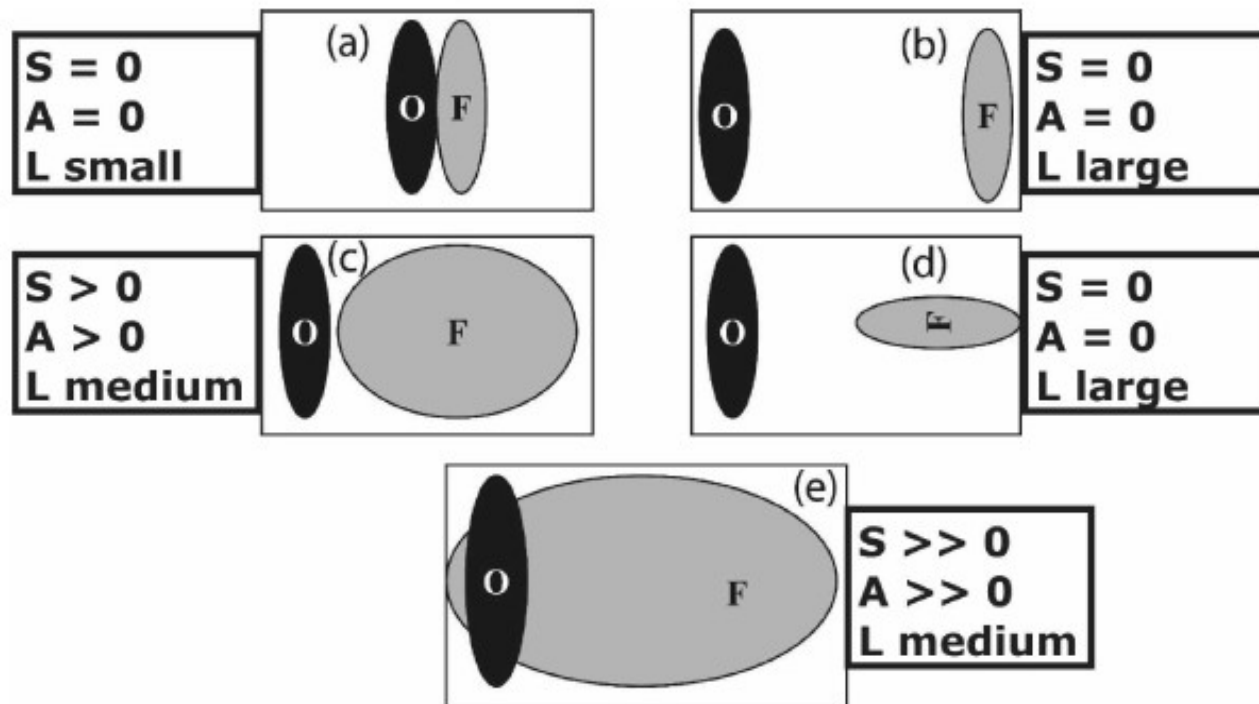 S = 0
A = 0
L small
(a)
O
F
(b)
O
F
S = 0
A = 0
L large
S > 0
A > 0
L medium
(c)
O
F
(d)
O
F
S = 0
A = 0
L large
(e)
O
F
S >> 0
A >> 0
L medium